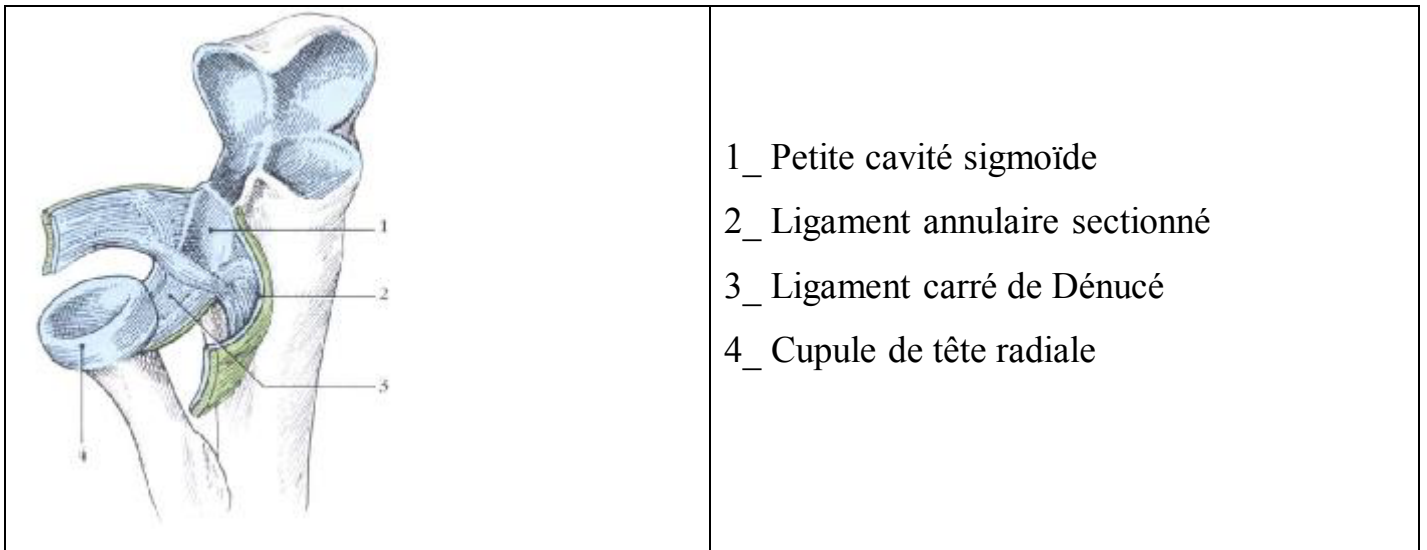 1
2
3
4
1_ Petite cavité sigmoïde
2_ Ligament annulaire sectionné
3_ Ligament carré de Dénucé
4_ Cupule de tête radiale